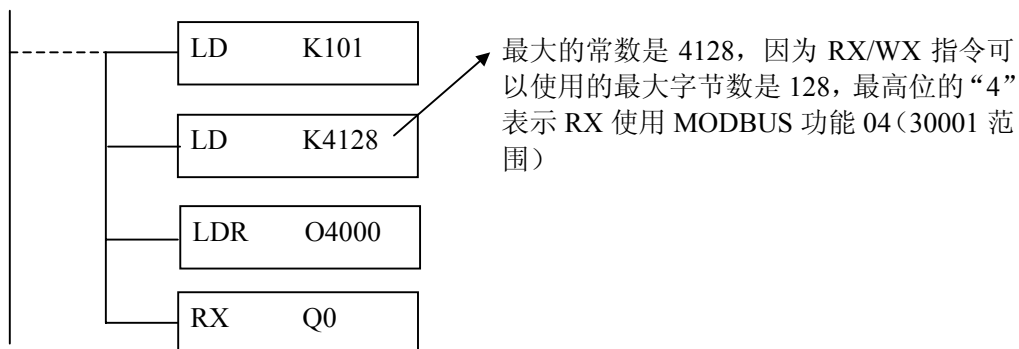 LD K101
最大的常数是 4128，因为 RX/WX 指令可
以使用的最大字节数是 128，最高位的“4”
表示 RX 使用 MODBUS 功能 04（30001 范
围）
LD K4128
LDR O4000
RX Q0